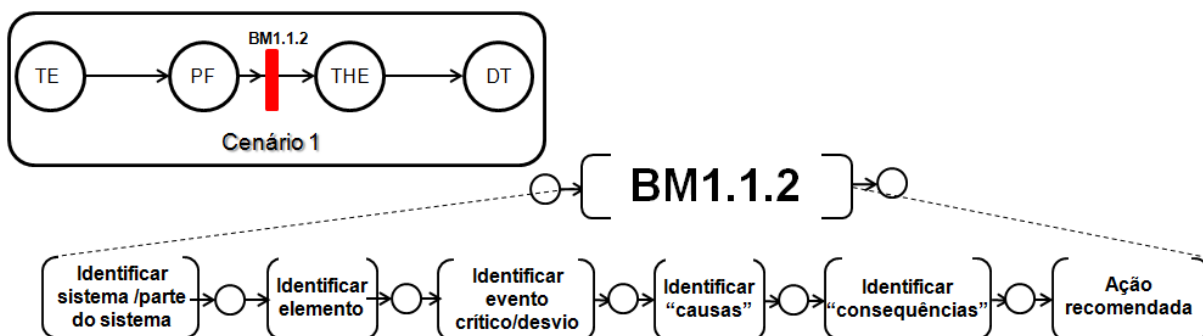 BM1.1.2
TE
PF
THE
DT
Cenário 1
BM1.1.2
Identificar
sistema /parte
do sistema
Identificar
elemento
Identificar
evento
crítico/desvio
Identificar
“causas”
Identificar
“consequências”
Ação
recomendada